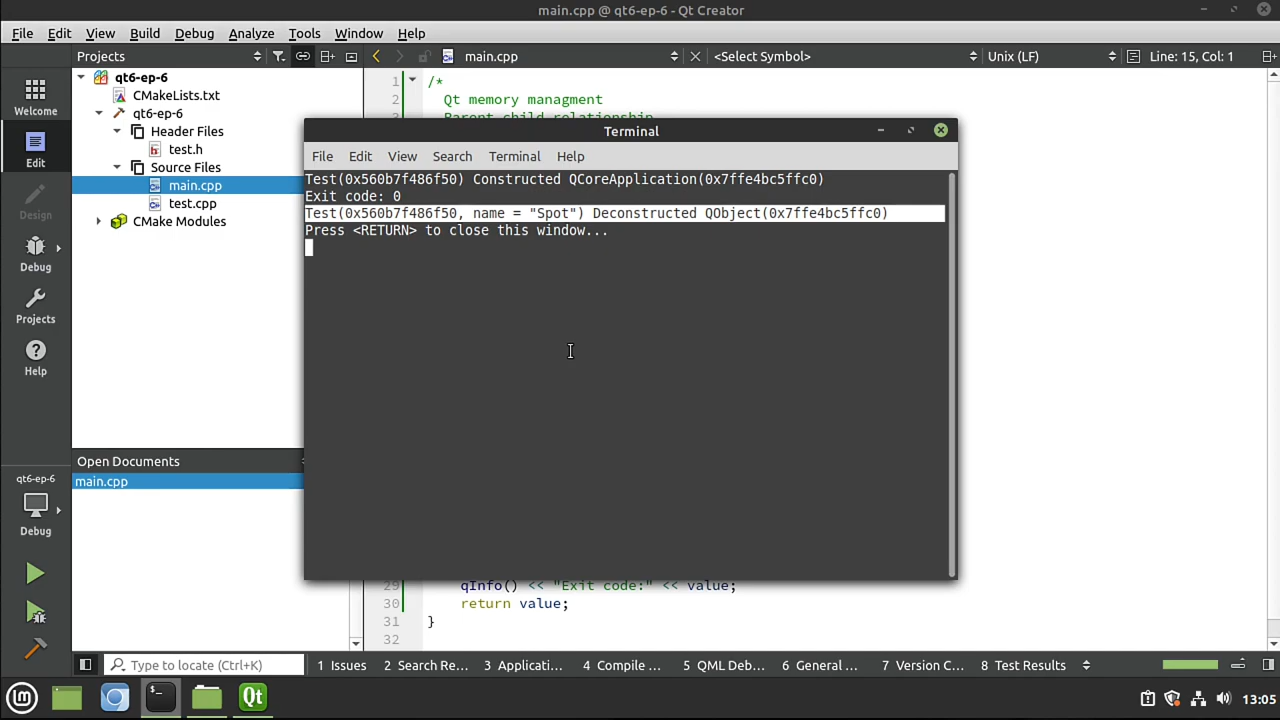 main.cpp @ qt6-ep-6 - Qt Creator
File Edit View Build Debug Analyze Tools Window Help
Projects
main.cpp
<Select Symbol>
Unix (LF)
Line: 15, Col: 1
Welcome
Edit
Design
Debug
Projects
Help
qt6-ep-6
Debug
qt6-ep-6
CMakeLists.txt
qt6-ep-6
Header Files
test.h
Source Files
main.cpp
test.cpp
CMake Modules
Open Documents
main.cpp
1 /*
2 Qt memory managment
3 Parent child relationship
Terminal
File Edit View Search Terminal Help
Test(0x560b7f486f50) Constructed QCoreApplication(0x7ffe4bc5ffc0)
Exit code: 0
Test(0x560b7f486f50, name = "Spot") Deconstructed QObject(0x7ffe4bc5ffc0)
Press <RETURN> to close this window...
29 qInfo() << "Exit code:" << value;
30 return value;
31 }
32
Type to locate (Ctrl+K)
1 Issues
2 Search Re...
3 Applicati...
4 Compile ...
5 QML Deb...
6 General ...
7 Version C...
8 Test Results
13:05